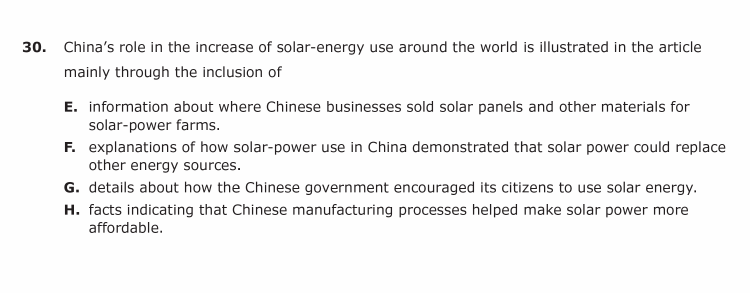 30. China’s role in the increase of solar-energy use around the world is illustrated in the article
mainly through the inclusion of
E. information about where Chinese businesses sold solar panels and other materials for
solar-power farms.
F. explanations of how solar-power use in China demonstrated that solar power could replace
other energy sources.
G. details about how the Chinese government encouraged its citizens to use solar energy.
H. facts indicating that Chinese manufacturing processes helped make solar power more
affordable.